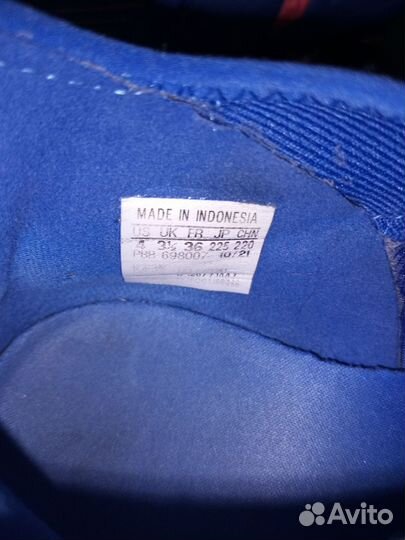 MADE IN INDONESIA
US UK FR JP CHN
4 3½ 36 225 220
PBB 698007 10/21
Avito